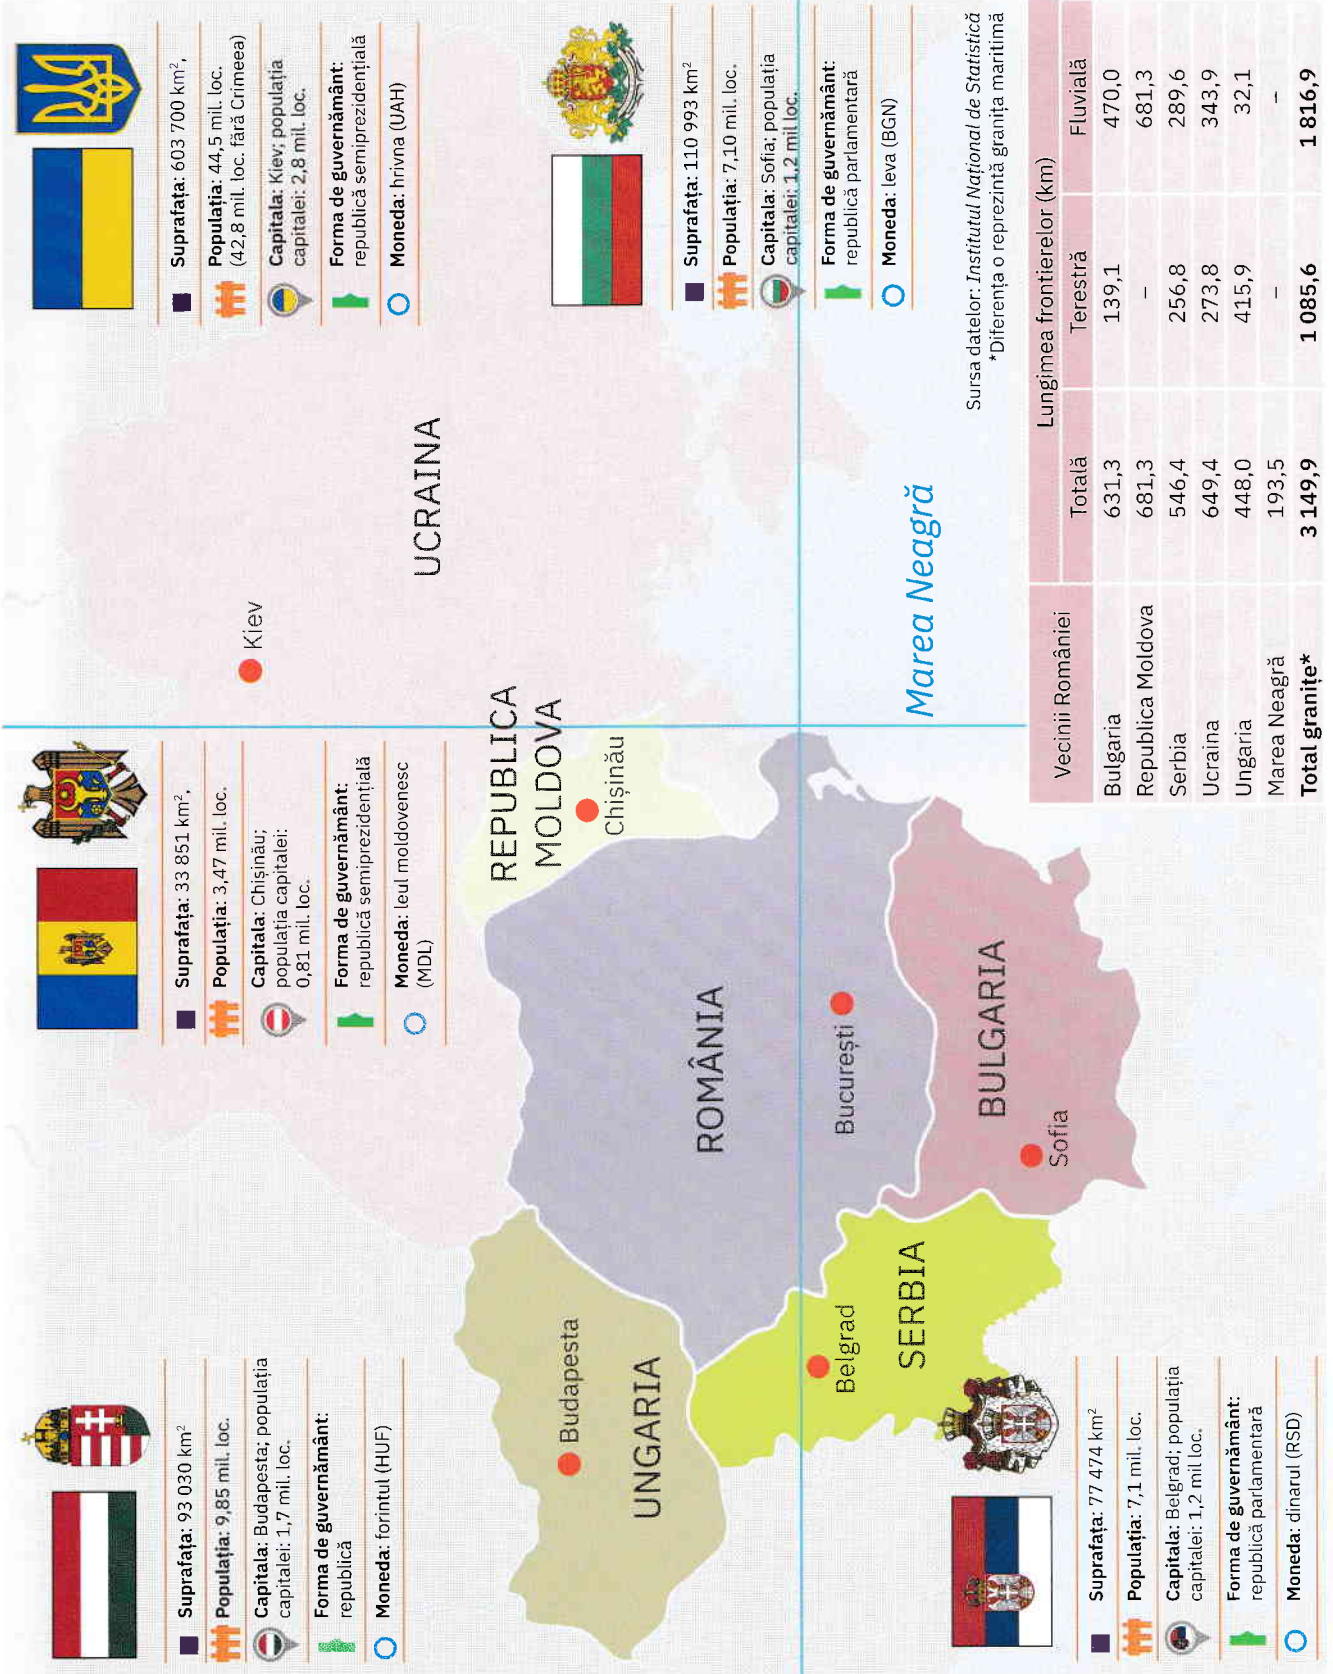 Suprafața: 93 030 km²
Populația: 9,85 mil. loc.
Capitala: Budapesta; populația
capitalei: 1,7 mil. loc.
Forma de guvernământ:
republică
Moneda: forintul (HUF)
Suprafața: 33 851 km²,
Populația: 3,47 mil. loc.
Capitala: Chișinău;
populația capitalei:
0,81 mil. loc.
Forma de guvernământ:
republică semiprezidențială
Moneda: leul moldovenesc
(MDL)
Suprafața: 603 700 km²,
Populația: 44,5 mil. loc.
(42,8 mil. loc. fără Crimeea)
Capitala: Kiev; populația
capitalei: 2,8 mil. loc.
Forma de guvernământ:
republică semiprezidențială
Moneda: hrivna (UAH)
Kiev
UCRAINA
REPUBLICA
MOLDOVA
Chișinău
Budapesta
UNGARIA
ROMÂNIA
București
Belgrad
SERBIA
BULGARIA
Sofia
Marea Neagră
Suprafața: 110 993 km²
Populația: 7,10 mil. loc.
Capitala: Sofia; populația
capitalei: 1,2 mil loc.
Forma de guvernământ:
republică parlamentară
Moneda: leva (BGN)
Suprafața: 77 474 km²
Populația: 7,1 mil. loc.
Capitala: Belgrad; populația
capitalei: 1,2 mil loc.
Forma de guvernământ:
republică parlamentară
Moneda: dinarul (RSD)
Sursa datelor: Institutul Național de Statistică
*Diferența o reprezintă granița maritimă
Vecinii României Lungimea frontierelor (km)
Totală Terestră Fluvială
Bulgaria 631,3 139,1 470,0
Republica Moldova 681,3 – 681,3
Serbia 546,4 256,8 289,6
Ucraina 649,4 273,8 343,9
Ungaria 448,0 415,9 32,1
Marea Neagră 193,5 – –
Total granițe* 3 149,9 1 085,6 1 816,9